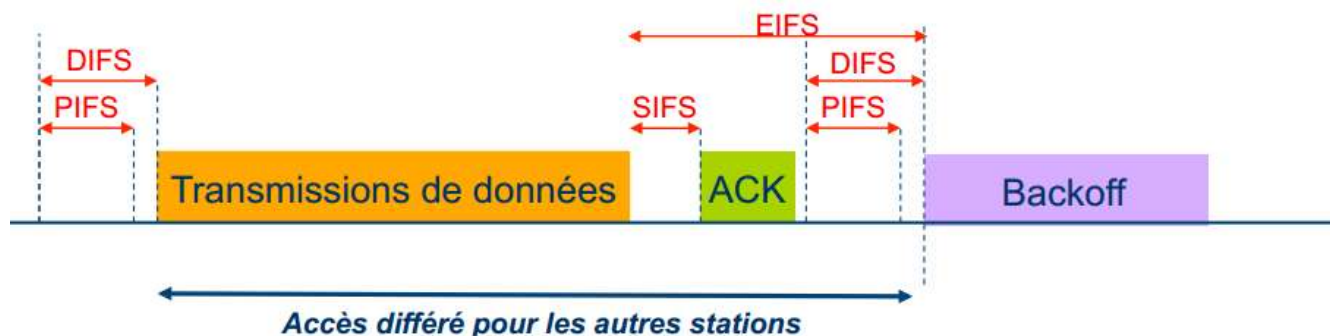 EIFS
DIFS
DIFS
PIFS
SIFS
PIFS
Transmissions de données
ACK
Backoff
Accès différé pour les autres stations